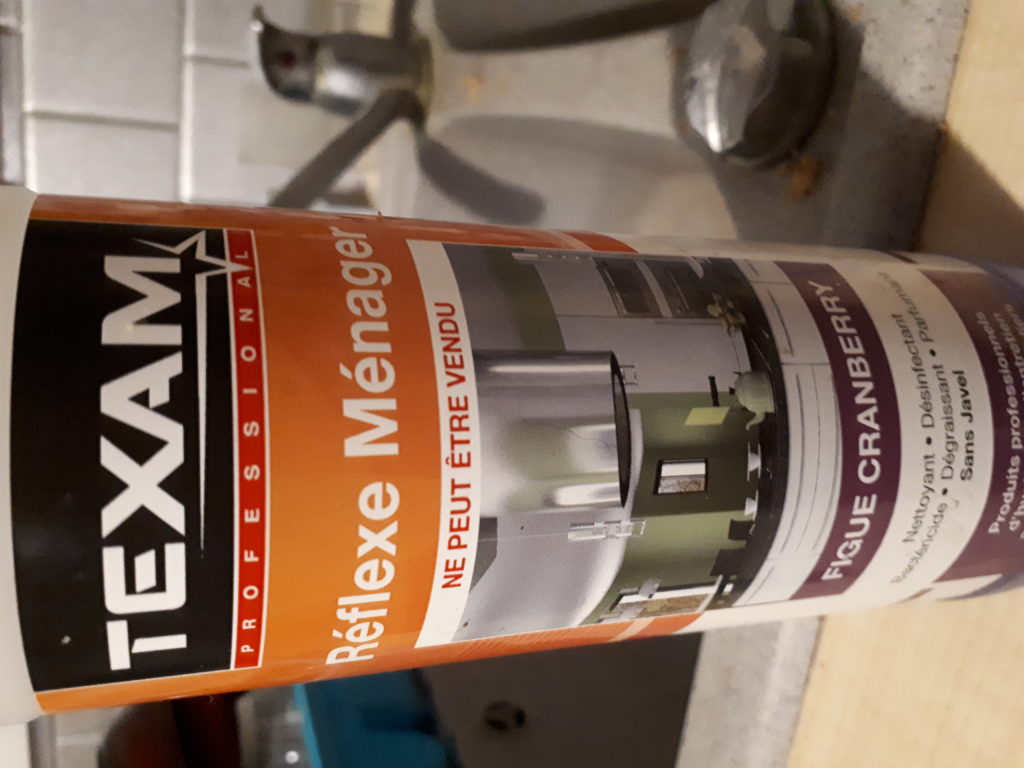 TEXAM
PROFESSIONAL
Réflexe Ménager
NE PEUT ÊTRE VENDU
FIGUE CRANBERRY
Nettoyant • Désinfectant
Bactéricide • Dégraissant • Parfumant
Sans Javel
Produits professionnels